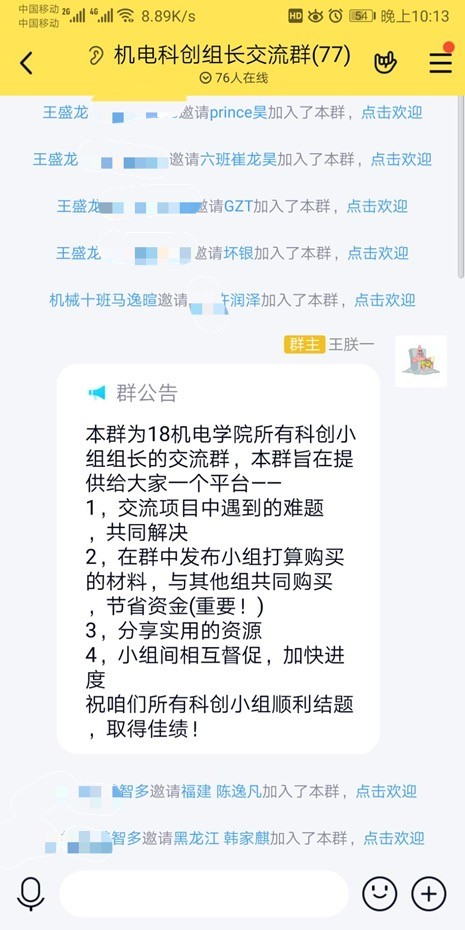 中国移动 2G 4G 8.89K/s HD 54 晚上10:13
中国移动
机电科创组长交流群(77)
76人在线
王盛龙 邀请prince昊加入了本群，点击欢迎
王盛龙 邀请六班崔龙昊加入了本群，点击欢迎
王盛龙 邀请GZT加入了本群，点击欢迎
王盛龙 邀请坏银加入了本群，点击欢迎
机械十班马逸暄邀请 许润泽加入了本群，点击欢迎
群主 王朕一
群公告
本群为18机电学院所有科创小
组组长的交流群，本群旨在提
供给大家一个平台——
1，交流项目中遇到的难题
，共同解决
2，在群中发布小组打算购买
的材料，与其他组共同购买
，节省资金(重要！)
3，分享实用的资源
4，小组间相互督促，加快进
度
祝咱们所有科创小组顺利结题
，取得佳绩！
智多邀请福建 陈逸凡加入了本群，点击欢迎
智多邀请黑龙江 韩家麒加入了本群，点击欢迎